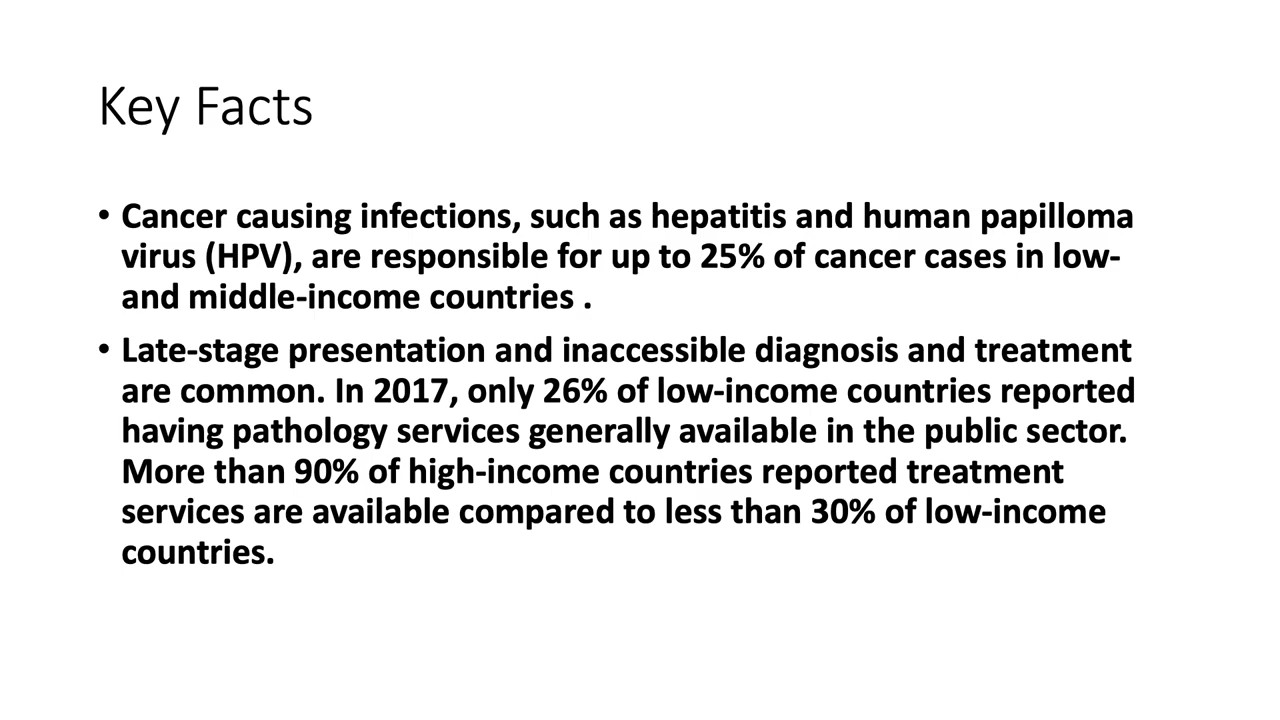 Key Facts
• Cancer causing infections, such as hepatitis and human papilloma
virus (HPV), are responsible for up to 25% of cancer cases in low-
and middle-income countries .
• Late-stage presentation and inaccessible diagnosis and treatment
are common. In 2017, only 26% of low-income countries reported
having pathology services generally available in the public sector.
More than 90% of high-income countries reported treatment
services are available compared to less than 30% of low-income
countries.